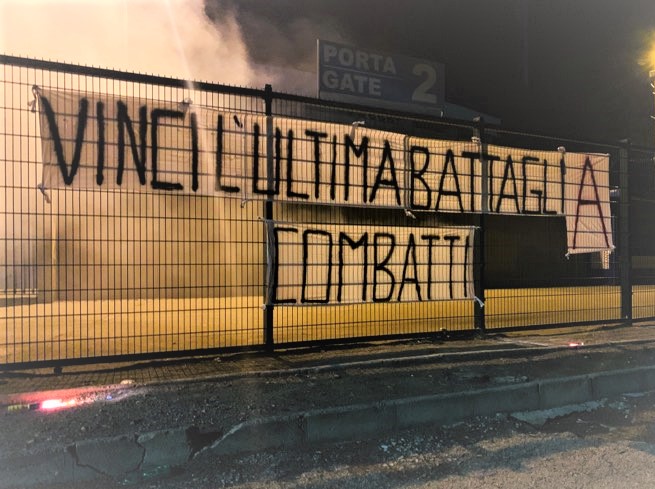 PORTA
GATE 2
VINCI L'ULTIMA BATTAGLIA
COMBATTI